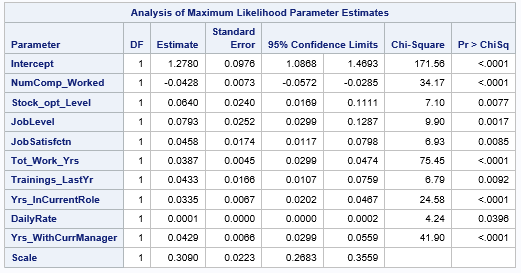 Analysis of Maximum Likelihood Parameter Estimates
Parameter DF Estimate Standard Error 95% Confidence Limits Chi-Square Pr > ChiSq
Intercept 1 1.2780 0.0976 1.0868 1.4693 171.56 <.0001
NumComp_Worked 1 -0.0428 0.0073 -0.0572 -0.0285 34.17 <.0001
Stock_opt_Level 1 0.0640 0.0240 0.0169 0.1111 7.10 0.0077
JobLevel 1 0.0793 0.0252 0.0299 0.1287 9.90 0.0017
JobSatisfctn 1 0.0458 0.0174 0.0117 0.0798 6.93 0.0085
Tot_Work_Yrs 1 0.0387 0.0045 0.0299 0.0474 75.45 <.0001
Trainings_LastYr 1 0.0433 0.0166 0.0107 0.0759 6.79 0.0092
Yrs_InCurrentRole 1 0.0335 0.0067 0.0202 0.0467 24.58 <.0001
DailyRate 1 0.0001 0.0000 0.0000 0.0002 4.24 0.0396
Yrs_WithCurrManager 1 0.0429 0.0066 0.0299 0.0559 41.90 <.0001
Scale 1 0.3090 0.0223 0.2683 0.3559